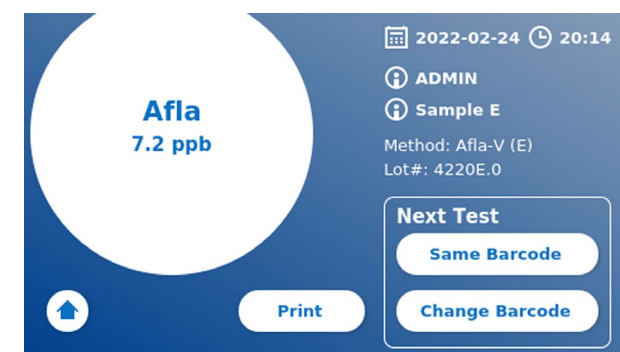 Afla
7.2 ppb
2022-02-24 20:14
ADMIN
Sample E
Method: Afla-V (E)
Lot#: 4220E.0
Next Test
Same Barcode
Change Barcode
Print